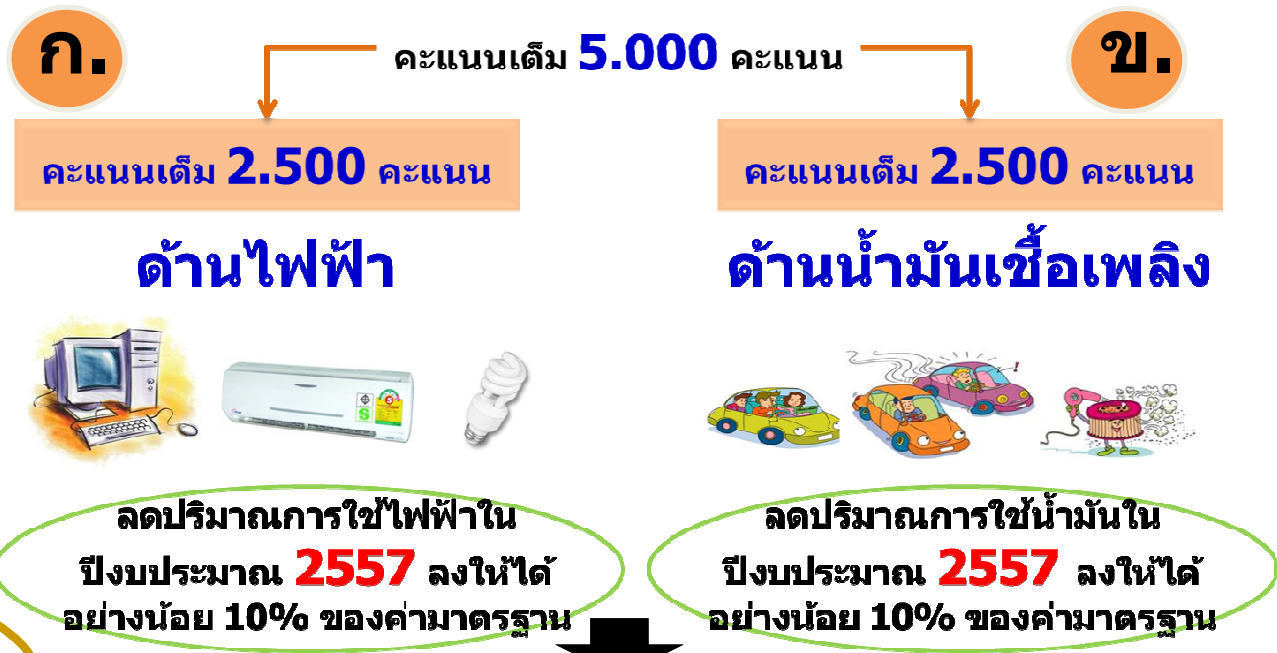 ก.
คะแนนเต็ม 5.000 คะแนน
ข.
คะแนนเต็ม 2.500 คะแนน
คะแนนเต็ม 2.500 คะแนน
ด้านไฟฟ้า
ด้านน้ำมันเชื้อเพลิง
ลดปริมาณการใช้ไฟฟ้าใน
ปีงบประมาณ 2557 ลงให้ได้
อย่างน้อย 10% ของค่ามาตรฐาน
ลดปริมาณการใช้น้ำมันใน
ปีงบประมาณ 2557 ลงให้ได้
อย่างน้อย 10% ของค่ามาตรฐาน